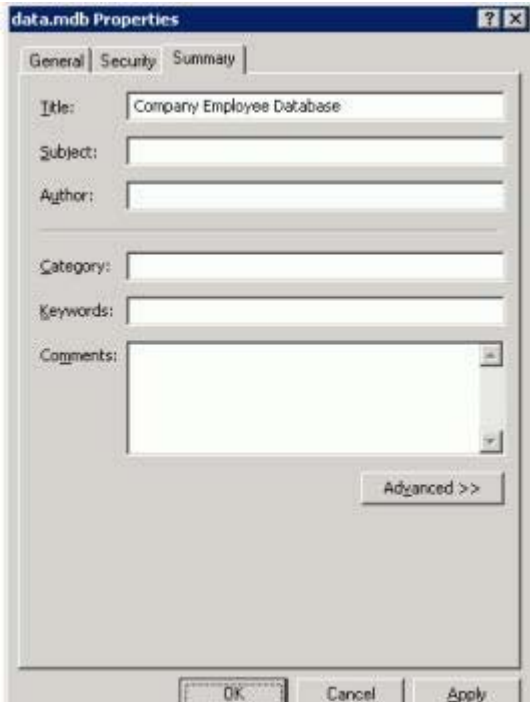 data.mdb Properties ? X
General Security Summary
Title: Company Employee Database
Subject:
Author:
Category:
Keywords:
Comments:
Advanced >>
OK Cancel Apply